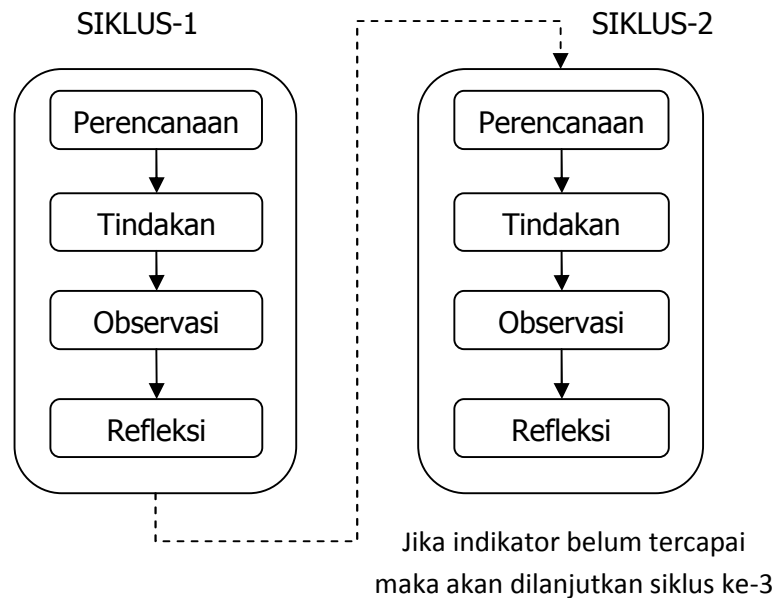 SIKLUS-1
Perencanaan
Tindakan
Observasi
Refleksi
SIKLUS-2
Perencanaan
Tindakan
Observasi
Refleksi
Jika indikator belum tercapai
maka akan dilanjutkan siklus ke-3